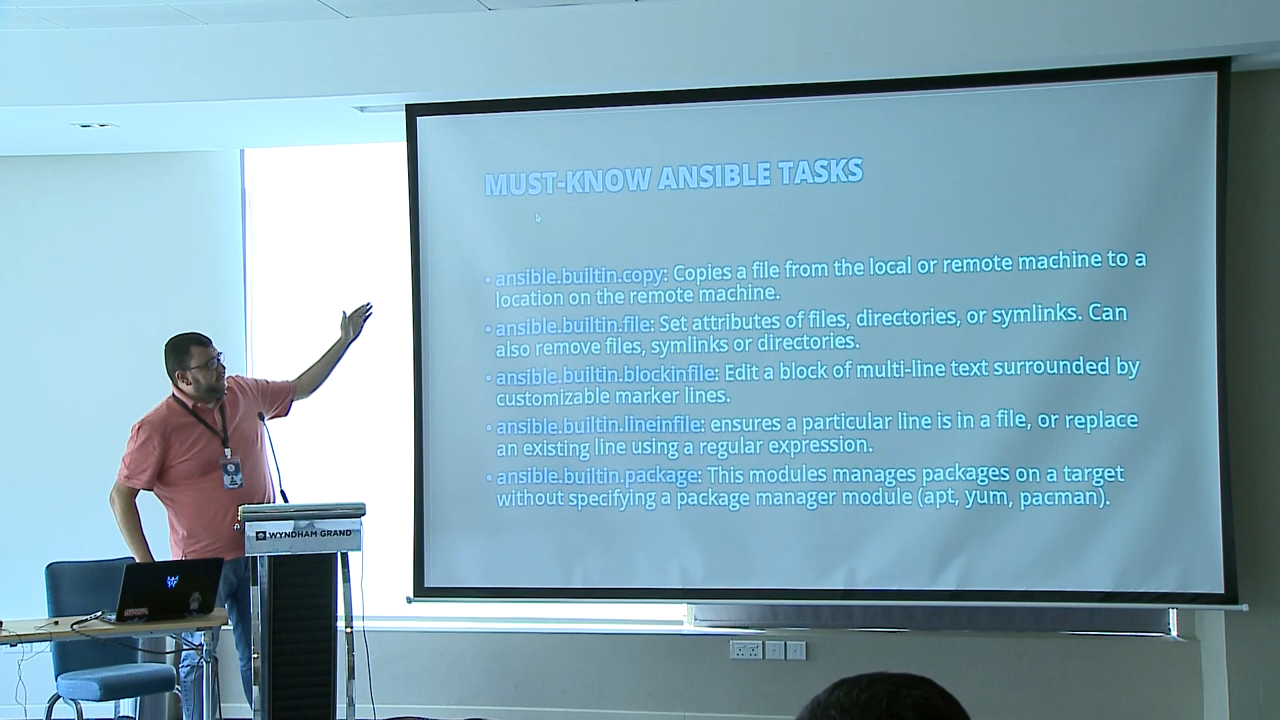 MUST-KNOW ANSIBLE TASKS
• ansible.builtin.copy: Copies a file from the local or remote machine to a
location on the remote machine.
• ansible.builtin.file: Set attributes of files, directories, or symlinks. Can
also remove files, symlinks or directories.
• ansible.builtin.blockinfile: Edit a block of multi-line text surrounded by
customizable marker lines.
• ansible.builtin.lineinfile: ensures a particular line is in a file, or replace
an existing line using a regular expression.
• ansible.builtin.package: This modules manages packages on a target
without specifying a package manager module (apt, yum, pacman).
WYNDHAM GRAND